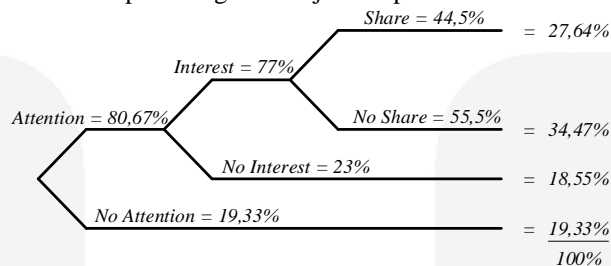 Share = 44,5%
= 27,64%
Interest = 77%
Attention = 80,67%
No Share = 55,5%
= 34,47%
No Interest = 23%
= 18,55%
No Attention = 19,33%
= 19,33%
100%